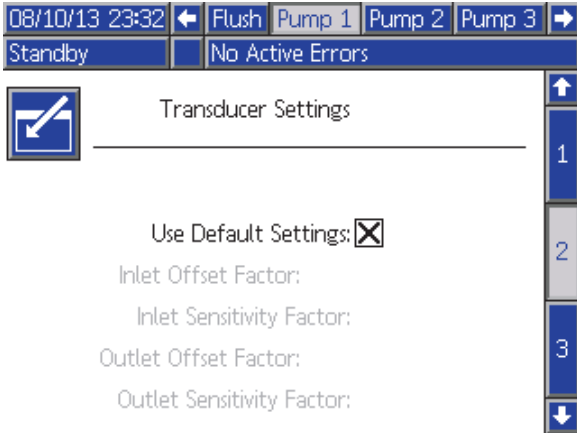 08/10/13 23:32 Flush Pump 1 Pump 2 Pump 3
Standby No Active Errors
Transducer Settings
1
Use Default Settings:
2
Inlet Offset Factor:
Inlet Sensitivity Factor:
Outlet Offset Factor:
3
Outlet Sensitivity Factor: